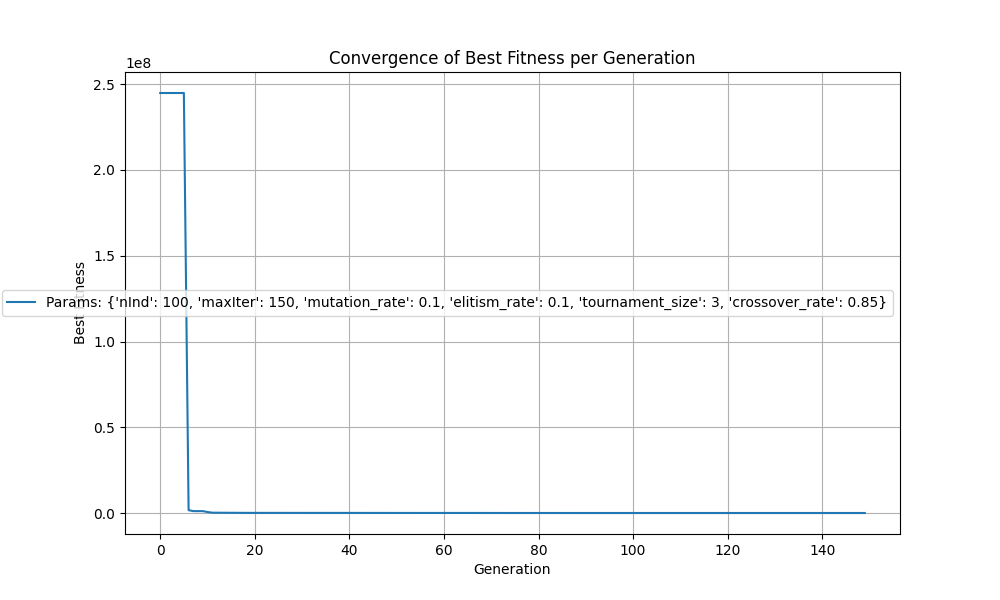 Convergence of Best Fitness per Generation
1e8
2.5
2.0
1.5
Params: {'nInd': 100, 'maxIter': 150, 'mutation_rate': 0.1, 'elitism_rate': 0.1, 'tournament_size': 3, 'crossover_rate': 0.85}
Best Fitness
1.0
0.5
0.0
0 20 40 60 80 100 120 140
Generation